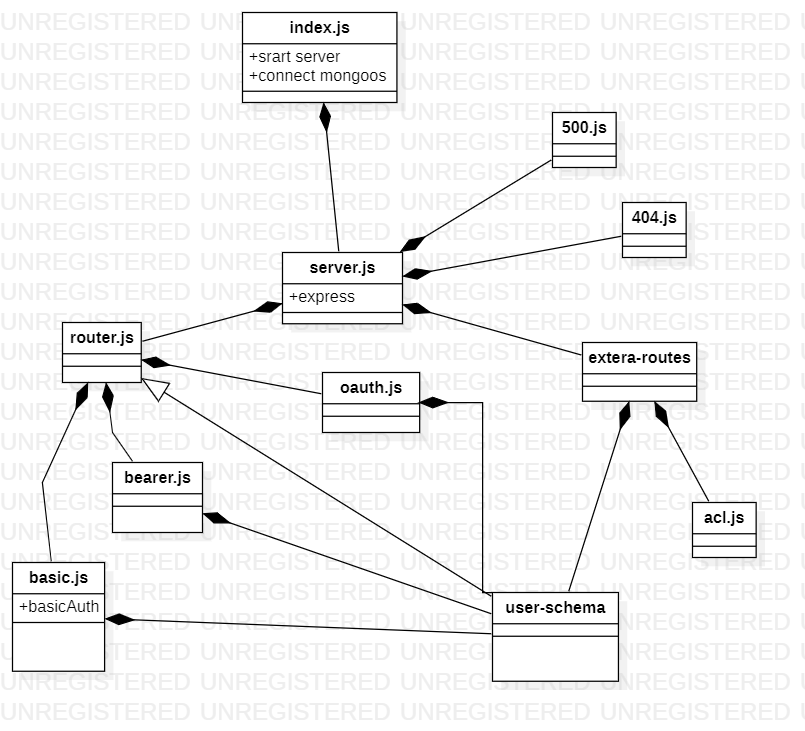 index.js
+srart server
+connect mongoos
500.js
404.js
server.js
+express
router.js
extera-routes
oauth.js
bearer.js
acl.js
basic.js
+basicAuth
user-schema
UNREGISTERED UNREGISTERED UNREGISTERED UNREGISTERED